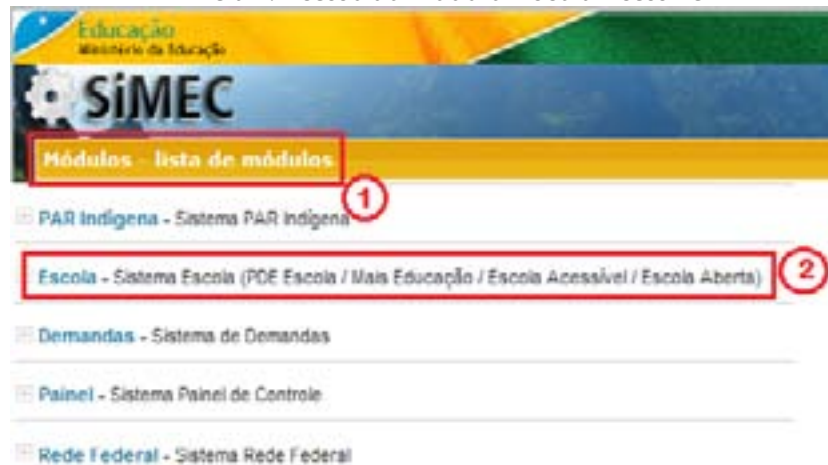 Educação
Ministério da Educação
SiMEC
Módulos - lista de módulos
1
PAR Indígena - Sistema PAR Indígena
Escola - Sistema Escola (PDE Escola / Mais Educação / Escola Acessível / Escola Aberta)
2
Demandas - Sistema de Demandas
Painel - Sistema Painel de Controle
Rede Federal - Sistema Rede Federal